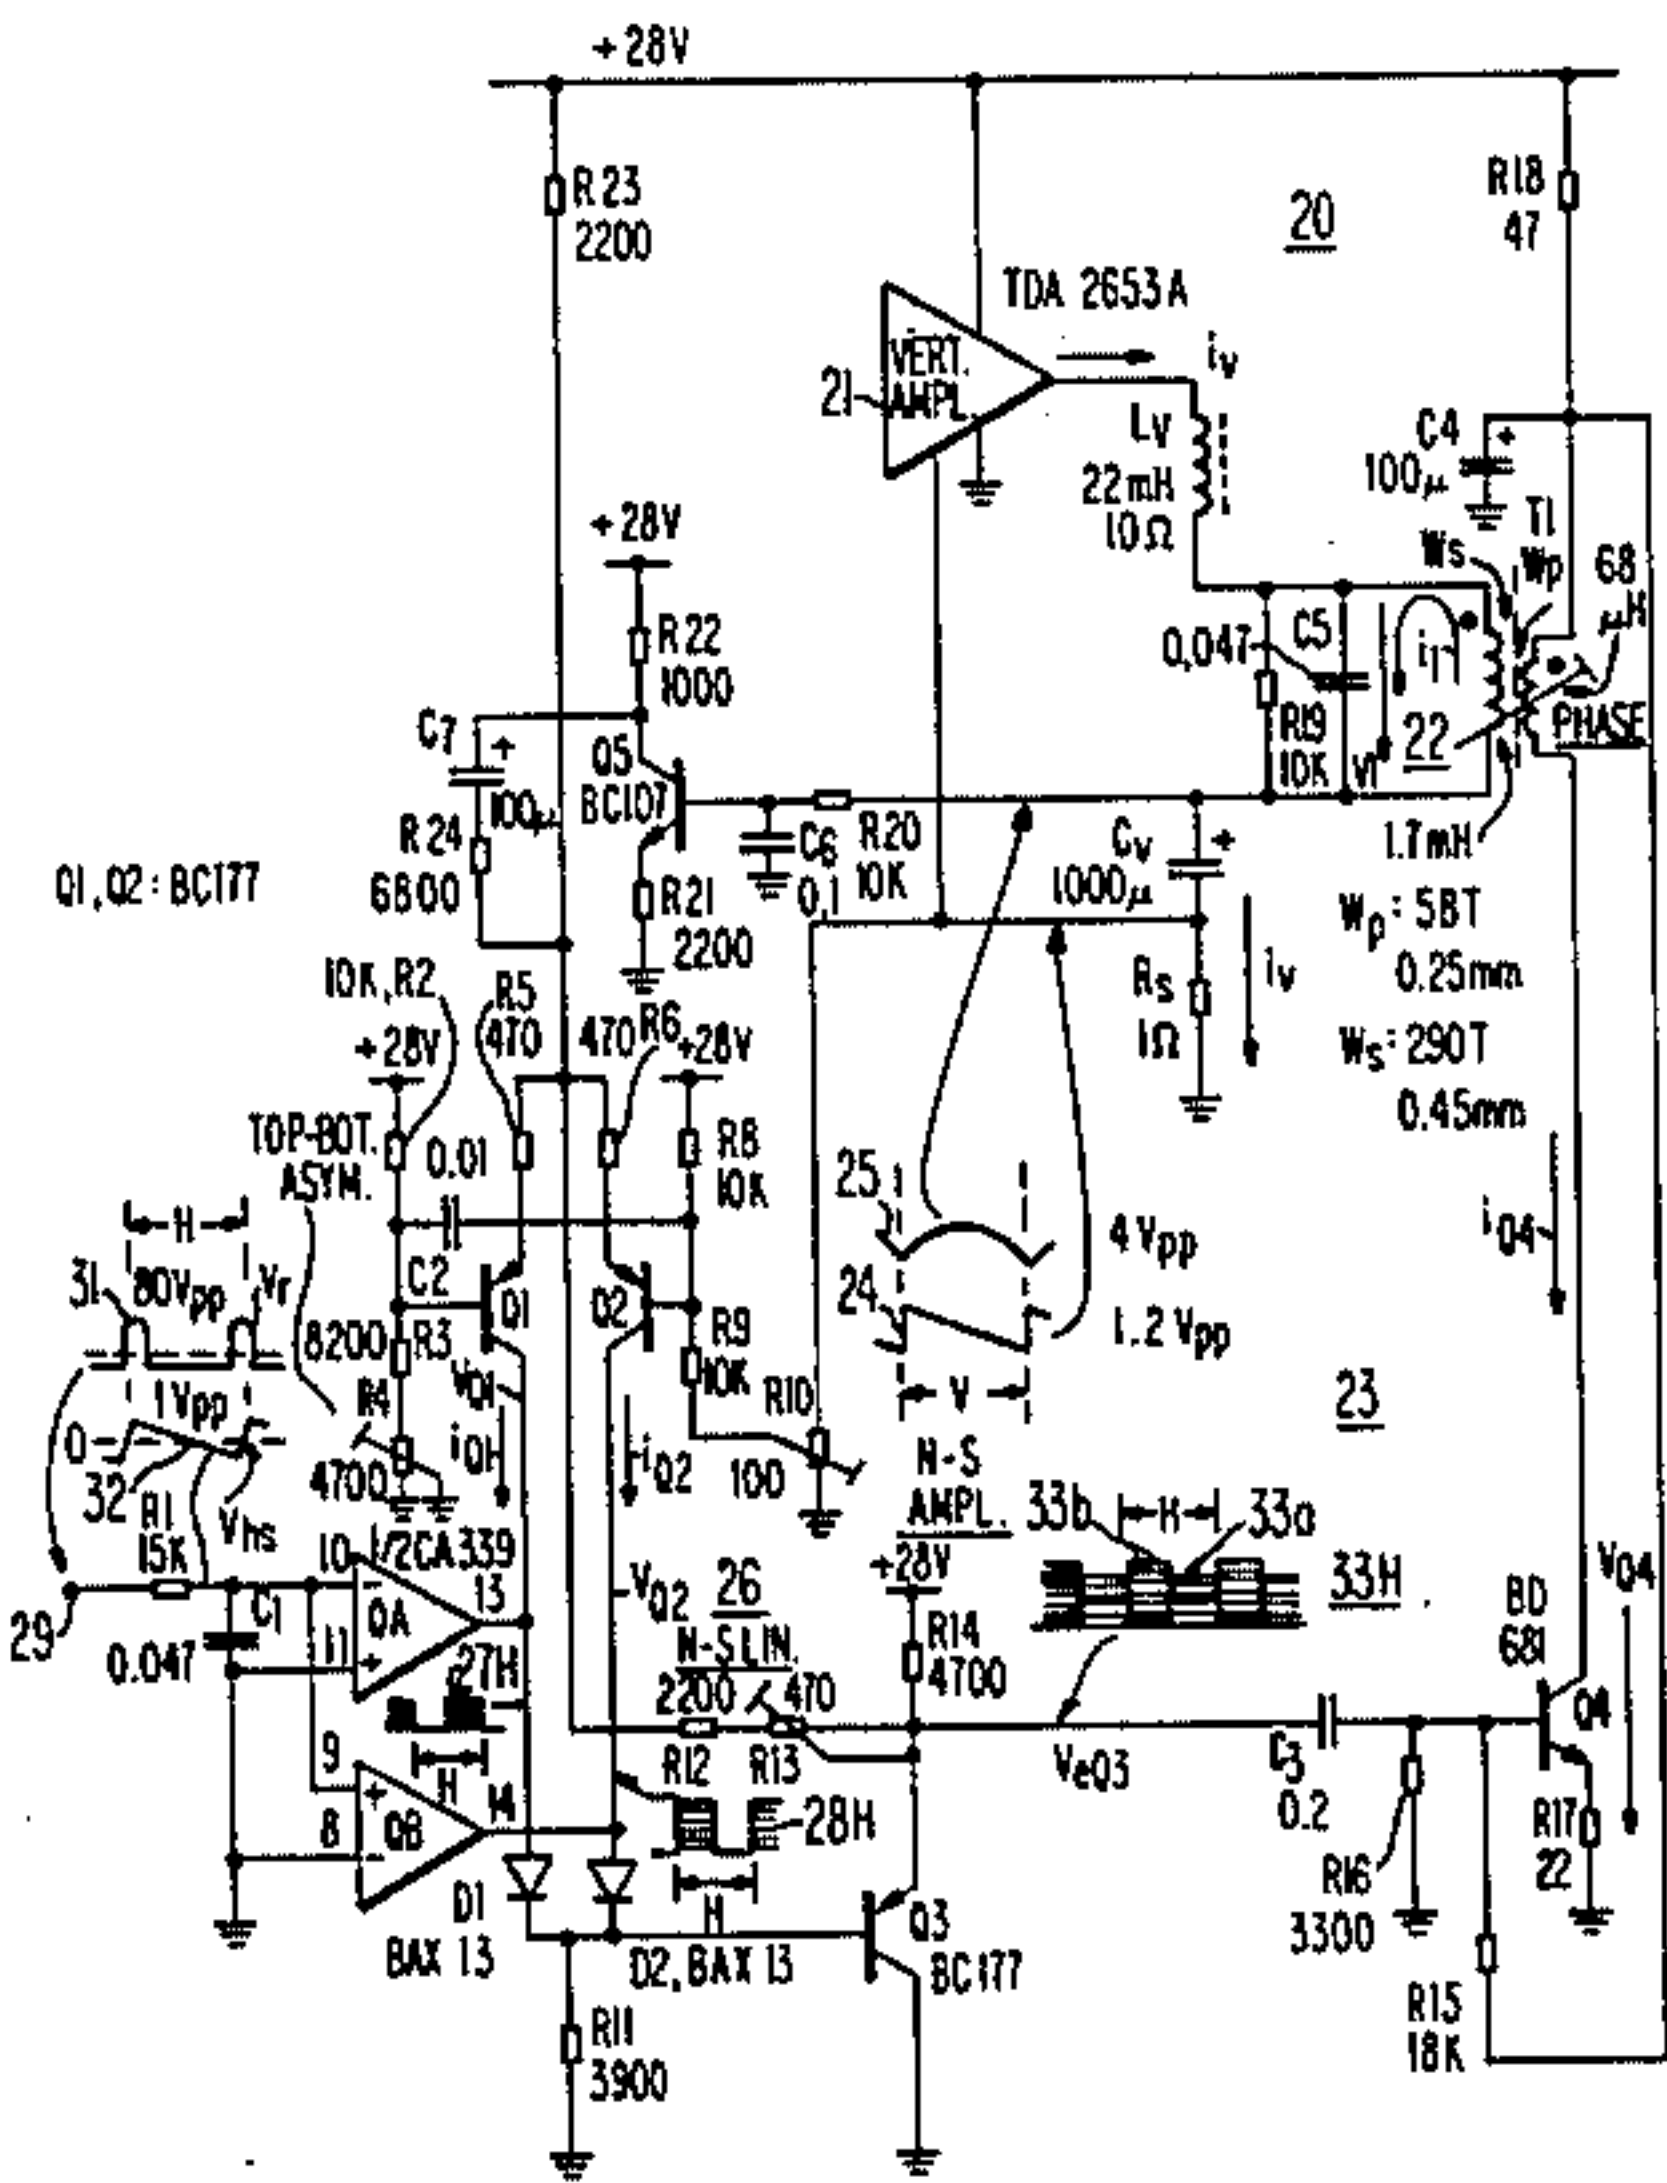 +28V
R23
2200
20
R18
47
TDA 2653A
VERT.
AMPL.
21
iv
Lv
22mH
10Ω
C4
+
100μ
+28V
T1
Ws
Wp
68
μH
R22
1000
0.047
C5
i1
R19
10K
V1
22
PHASE
C7
+
100μ
Q5
BC107
R24
6800
C6
0.1
R20
10K
Cv
+
1000μ
1.7mH
Q1,Q2: BC177
R21
2200
Wp: 58T
0.25mm
Ws: 290T
0.45mm
Rs
1Ω
iv
10K,R2
R5
470
470 R6
+28V
+28V
TOP-BOT.
ASYM.
0.01
R8
10K
25
4Vpp
iQ4
H
31
80Vpp
Vr
C2
Q1
Q2
24
1.2Vpp
8200
R3
R9
10K
1Vpp
R4
VQ1
R10
V
23
0
32
4700
iQ1
iQ2
100
N-S
AMPL.
R1
15K
Vhs
33b
H
33a
10
1/2CA339
13
VQ2
26
+28V
33H
VQ4
29
C1
0.047
QA
-
11
+
27H
N-S LIN.
2200
470
R14
4700
BD
681
Q4
9
H
14
R12
R13
VeQ3
C3
0.2
+
8
QB
-
28H
R17
22
D1
BAX 13
H
D2,BAX 13
Q3
BC177
R16
3300
R11
3900
R15
18K